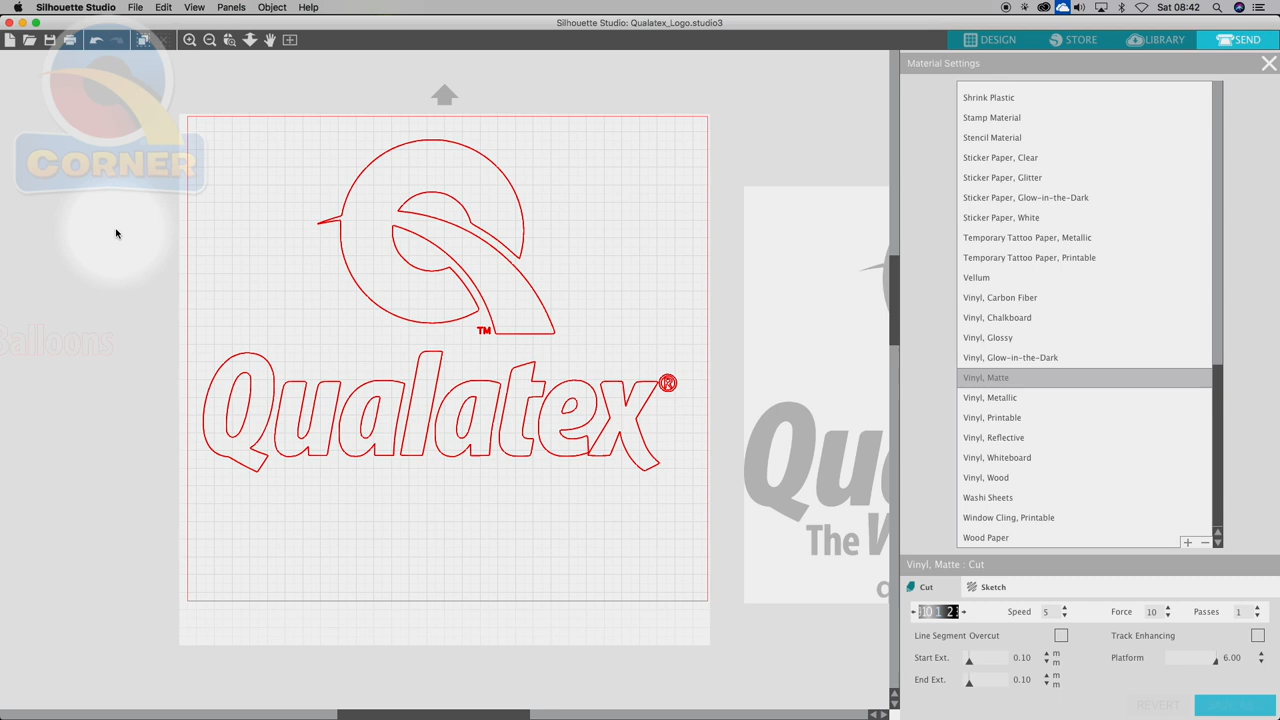 Silhouette Studio File Edit View Panels Object Help Sat 08:42
Silhouette Studio: Qualatex_Logo.studio3
DESIGN STORE LIBRARY SEND
Material Settings
CORNER
Balloons
TM
Qualatex®
Qu
The
Shrink Plastic
Stamp Material
Stencil Material
Sticker Paper, Clear
Sticker Paper, Glitter
Sticker Paper, Glow-in-the-Dark
Sticker Paper, White
Temporary Tattoo Paper, Metallic
Temporary Tattoo Paper, Printable
Vellum
Vinyl, Carbon Fiber
Vinyl, Chalkboard
Vinyl, Glossy
Vinyl, Glow-in-the-Dark
Vinyl, Matte
Vinyl, Metallic
Vinyl, Printable
Vinyl, Reflective
Vinyl, Whiteboard
Vinyl, Wood
Washi Sheets
Window Cling, Printable
Wood Paper
+ −
Vinyl, Matte : Cut
Cut Sketch
10 1 2 Speed 5 Force 10 Passes 1
Line Segment Overcut Track Enhancing
Start Ext. 0.10 mm Platform 6.00
End Ext. 0.10 mm
REVERT